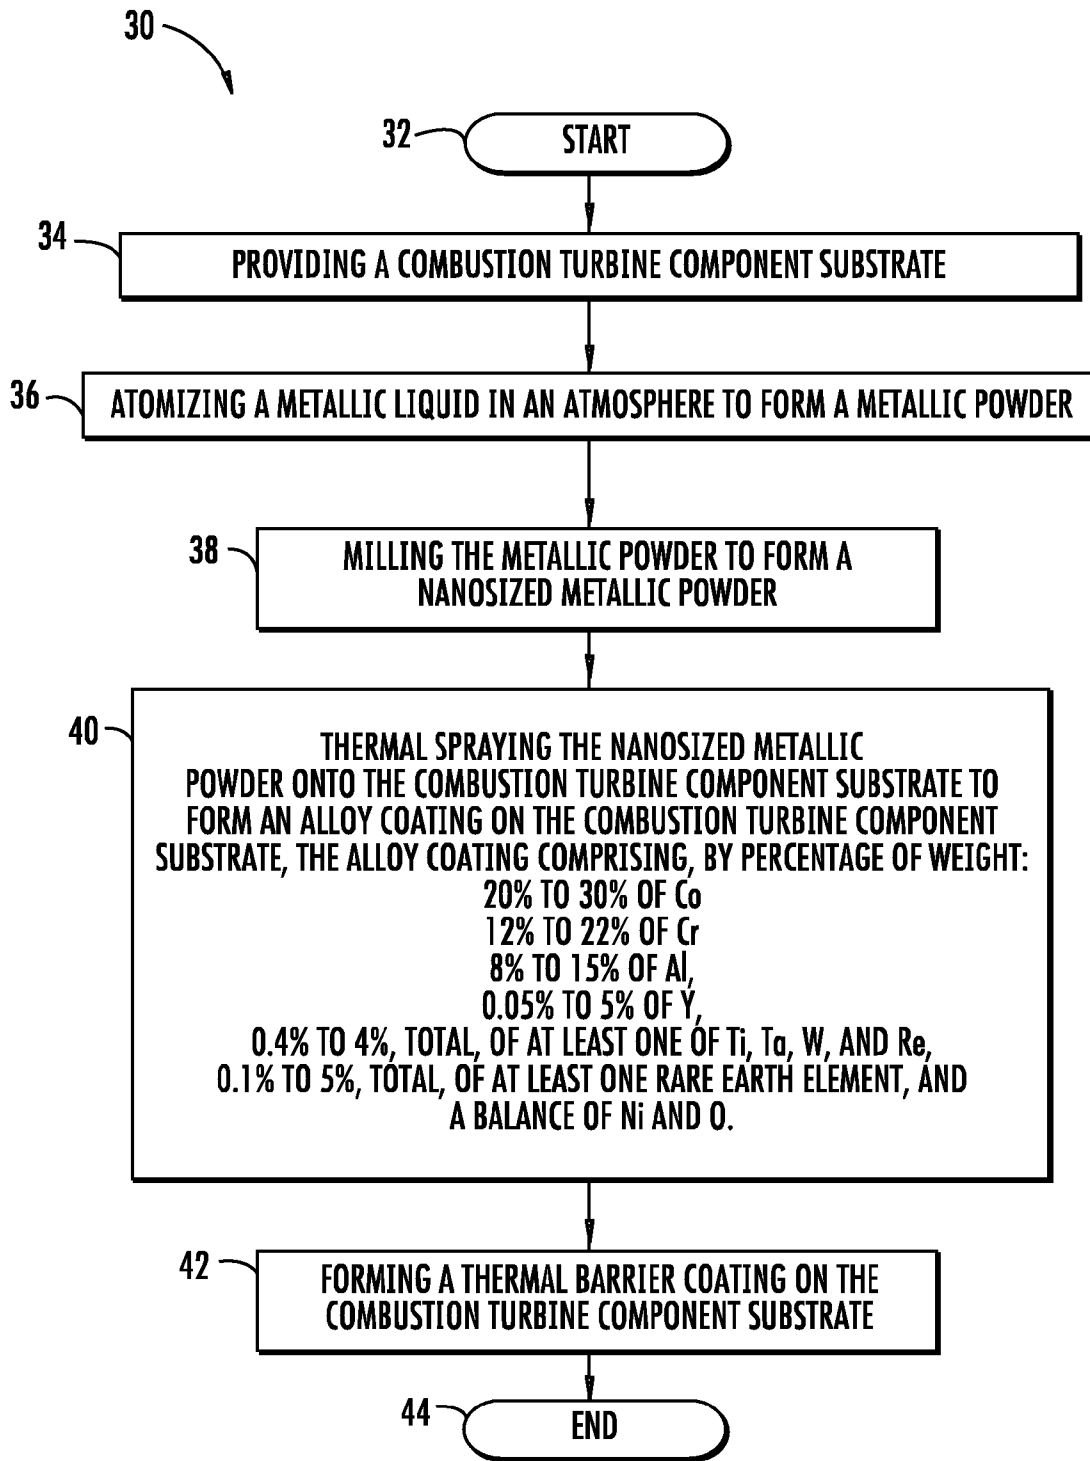 30
32
START
34
PROVIDING A COMBUSTION TURBINE COMPONENT SUBSTRATE
36
ATOMIZING A METALLIC LIQUID IN AN ATMOSPHERE TO FORM A METALLIC POWDER
38
MILLING THE METALLIC POWDER TO FORM A
NANOSIZED METALLIC POWDER
40
THERMAL SPRAYING THE NANOSIZED METALLIC
POWDER ONTO THE COMBUSTION TURBINE COMPONENT SUBSTRATE TO
FORM AN ALLOY COATING ON THE COMBUSTION TURBINE COMPONENT
SUBSTRATE, THE ALLOY COATING COMPRISING, BY PERCENTAGE OF WEIGHT:
20% TO 30% OF Co
12% TO 22% OF Cr
8% TO 15% OF Al,
0.05% TO 5% OF Y,
0.4% TO 4%, TOTAL, OF AT LEAST ONE OF Ti, Ta, W, AND Re,
0.1% TO 5%, TOTAL, OF AT LEAST ONE RARE EARTH ELEMENT, AND
A BALANCE OF Ni AND O.
42
FORMING A THERMAL BARRIER COATING ON THE
COMBUSTION TURBINE COMPONENT SUBSTRATE
44
END